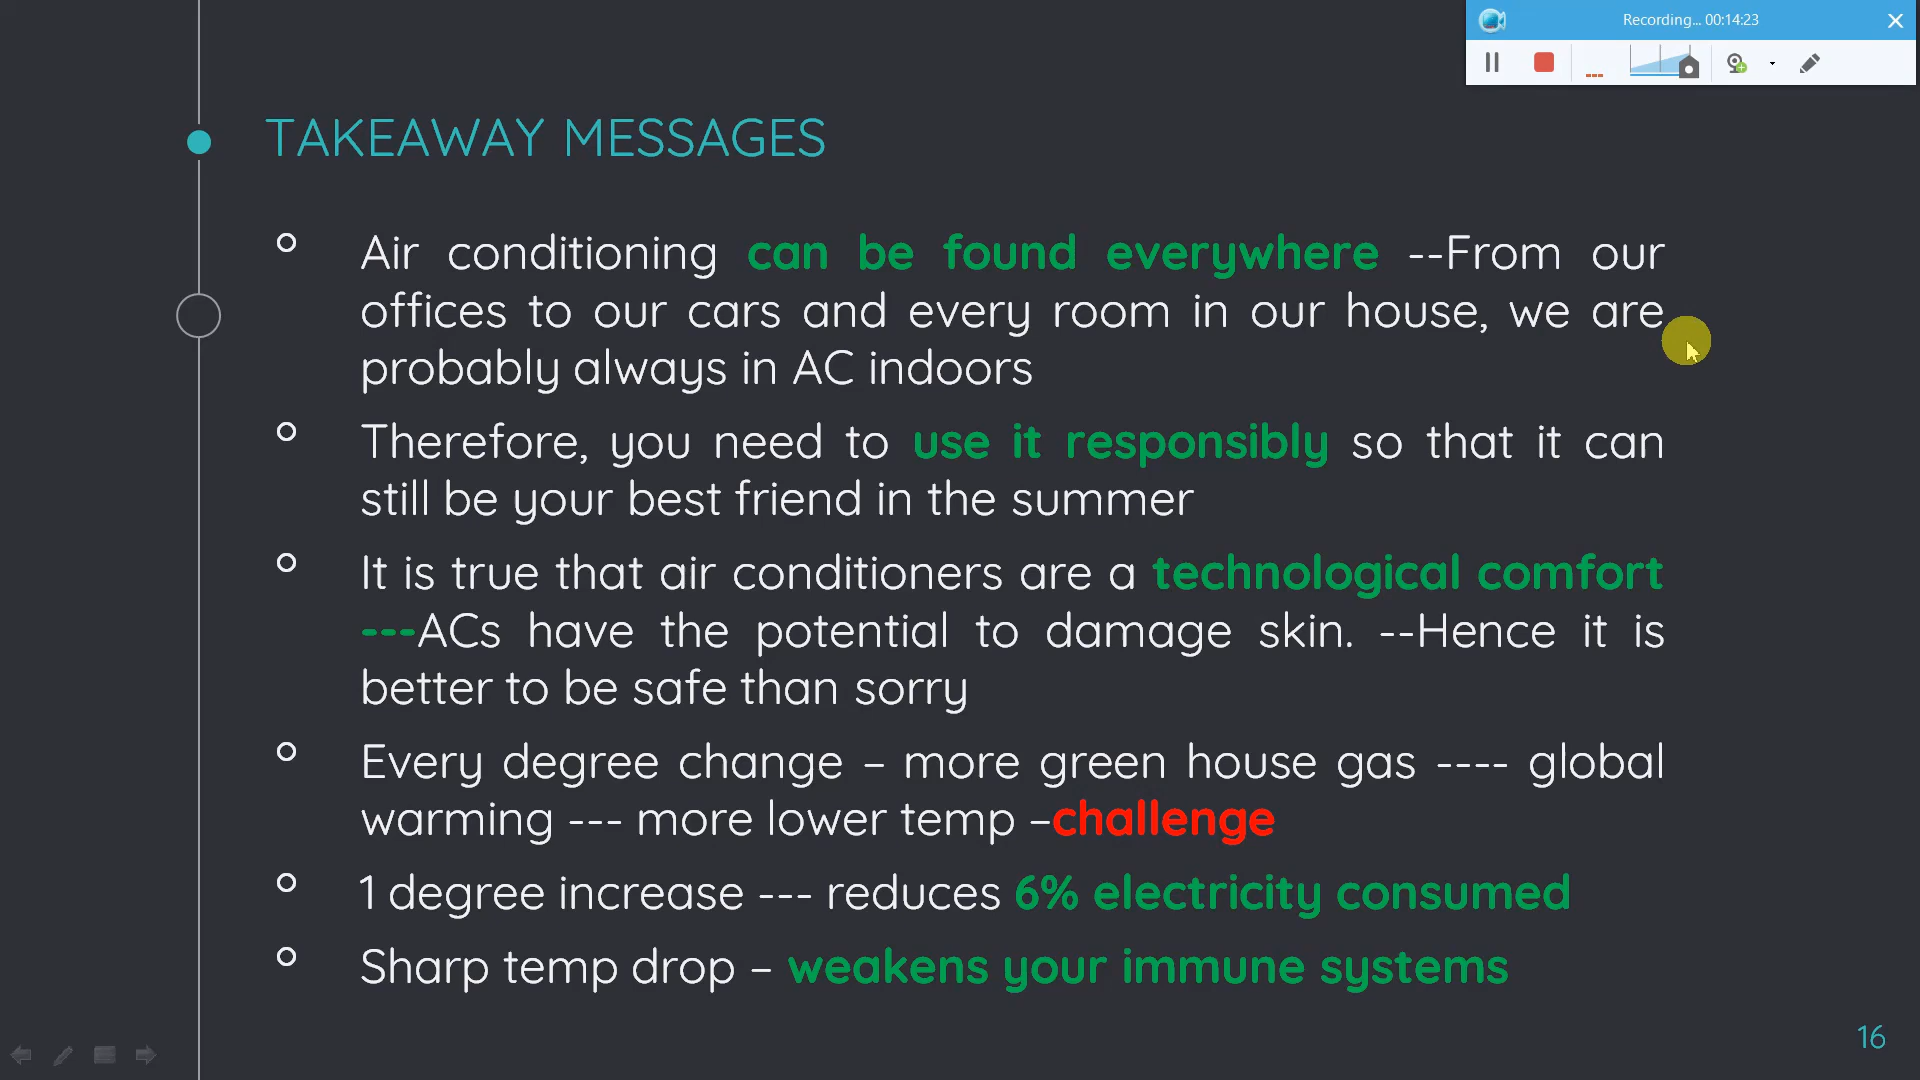 Recording... 00:14:23
TAKEAWAY MESSAGES
Air conditioning can be found everywhere --From our
offices to our cars and every room in our house, we are
probably always in AC indoors
Therefore, you need to use it responsibly so that it can
still be your best friend in the summer
It is true that air conditioners are a technological comfort
---ACs have the potential to damage skin. --Hence it is
better to be safe than sorry
Every degree change – more green house gas ---- global
warming --- more lower temp –challenge
1 degree increase --- reduces 6% electricity consumed
Sharp temp drop – weakens your immune systems
16